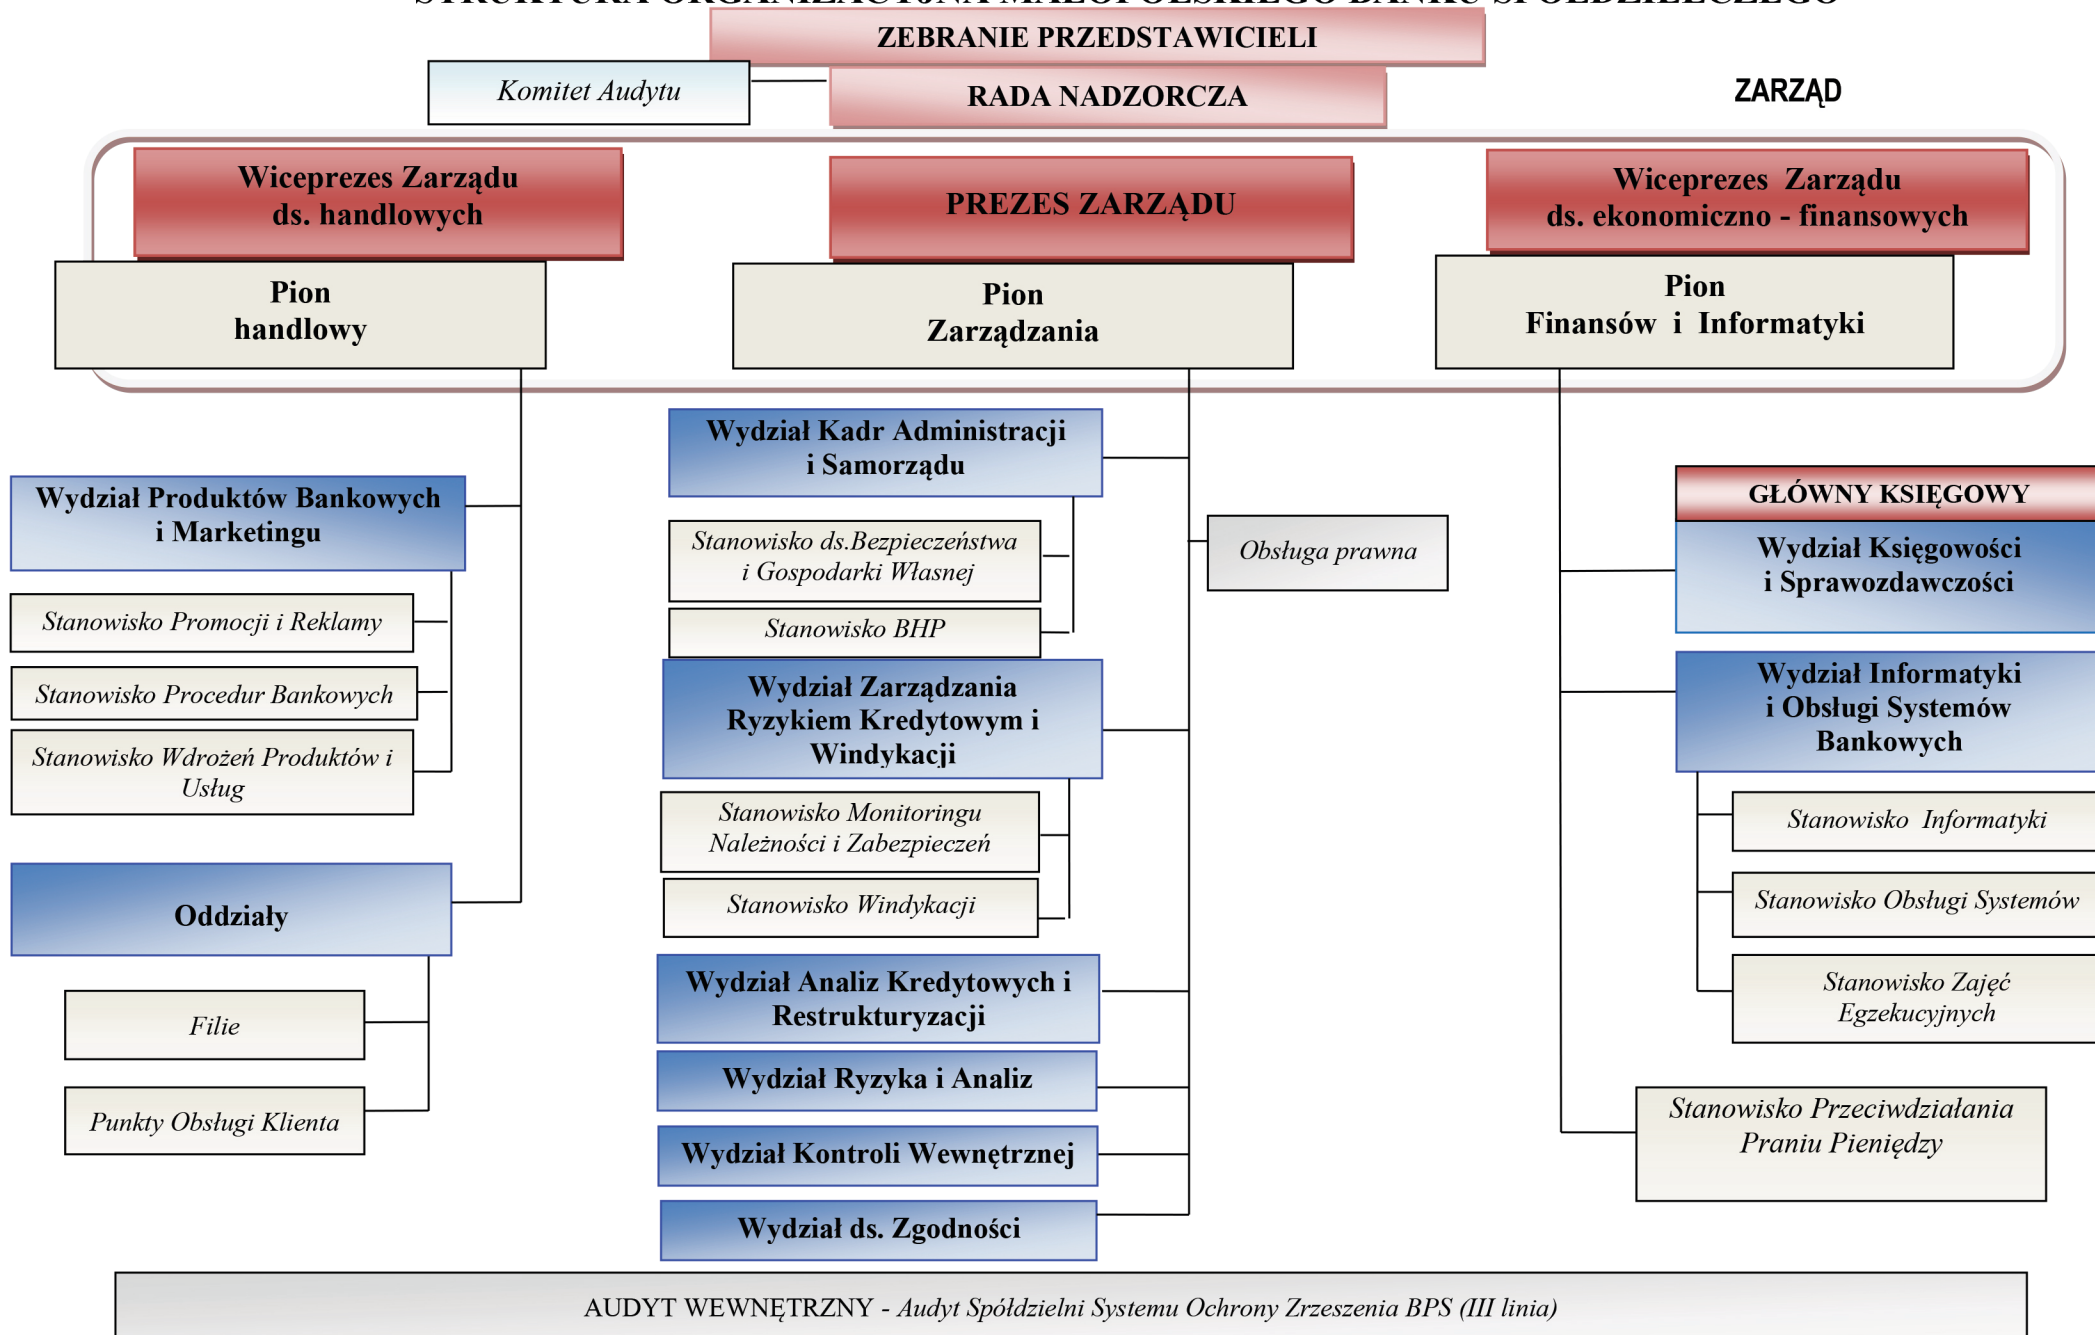 STRUKTURA ORGANIZACYJNA MAŁOPOLSKIEGO BANKU SPÓŁDZIELCZEGO
ZEBRANIE PRZEDSTAWICIELI
Komitet Audytu
RADA NADZORCZA
ZARZĄD
Wiceprezes Zarządu
ds. handlowych
PREZES ZARZĄDU
Wiceprezes Zarządu
ds. ekonomiczno - finansowych
Pion
handlowy
Pion
Zarządzania
Pion
Finansów i Informatyki
Wydział Produktów Bankowych
i Marketingu
Stanowisko Promocji i Reklamy
Stanowisko Procedur Bankowych
Stanowisko Wdrożeń Produktów i
Usług
Oddziały
Filie
Punkty Obsługi Klienta
Wydział Kadr Administracji
i Samorządu
Stanowisko ds.Bezpieczeństwa
i Gospodarki Własnej
Stanowisko BHP
Obsługa prawna
Wydział Zarządzania
Ryzykiem Kredytowym i
Windykacji
Stanowisko Monitoringu
Należności i Zabezpieczeń
Stanowisko Windykacji
Wydział Analiz Kredytowych i
Restrukturyzacji
Wydział Ryzyka i Analiz
Wydział Kontroli Wewnętrznej
Wydział ds. Zgodności
GŁÓWNY KSIĘGOWY
Wydział Księgowości
i Sprawozdawczości
Wydział Informatyki
i Obsługi Systemów
Bankowych
Stanowisko Informatyki
Stanowisko Obsługi Systemów
Stanowisko Zajęć
Egzekucyjnych
Stanowisko Przeciwdziałania
Praniu Pieniędzy
AUDYT WEWNĘTRZNY - Audyt Spółdzielni Systemu Ochrony Zrzeszenia BPS (III linia)